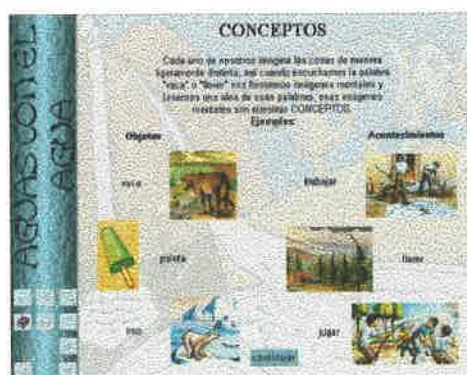 AGUAS CON EL
AGUA
CONCEPTOS
Cada uno de nosotros imagina las cosas de manera
ligeramente distinta, así cuando escuchamos la palabra
"vaca" o "llover" nos formamos imágenes mentales y
tenemos una idea de esas palabras, esas imágenes
mentales son nuestros CONCEPTOS.
Ejemplos:
Objetos
Acontecimientos
vaca
trabajar
paleta
llover
oso
jugar
continuar